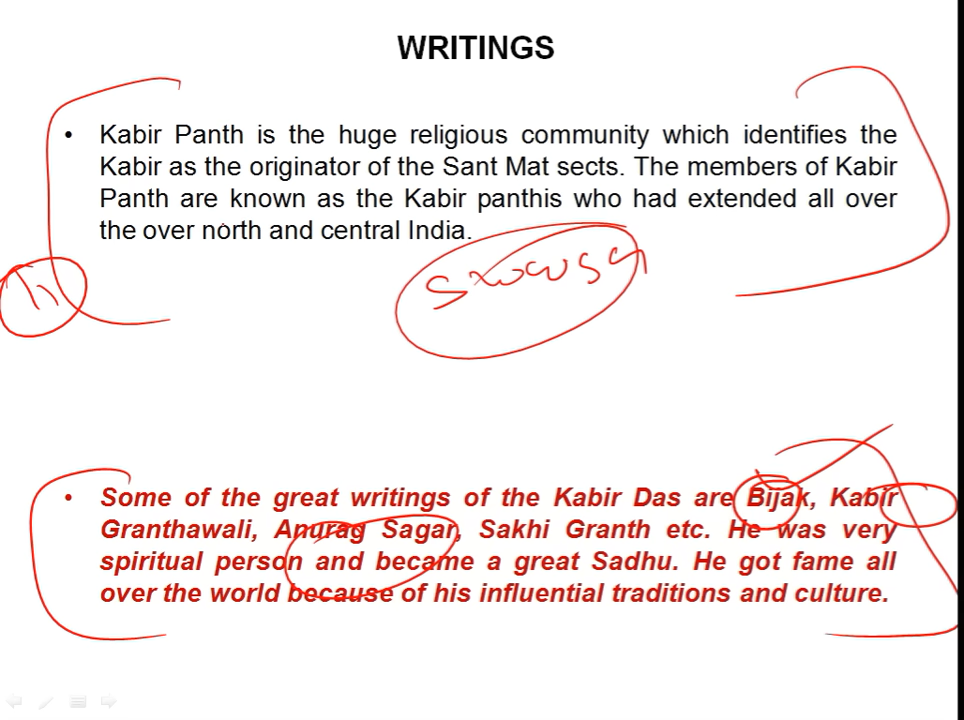 WRITINGS
• Kabir Panth is the huge religious community which identifies the
Kabir as the originator of the Sant Mat sects. The members of Kabir
Panth are known as the Kabir panthis who had extended all over
the over north and central India.
• Some of the great writings of the Kabir Das are Bijak, Kabir
Granthawali, Anurag Sagar, Sakhi Granth etc. He was very
spiritual person and became a great Sadhu. He got fame all
over the world because of his influential traditions and culture.